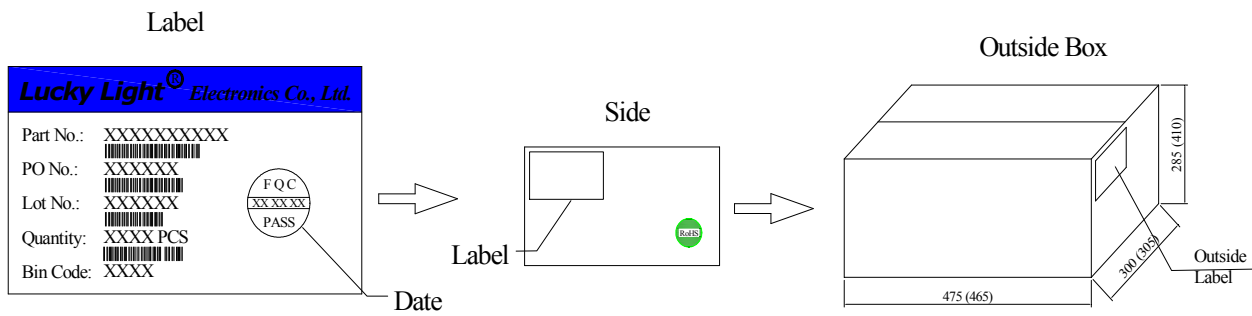 Label
Lucky Light® Electronics Co., Ltd.
Part No.: XXXXXXXXXX
PO No.: XXXXXX
Lot No.: XXXXXX
Quantity: XXXX PCS
Bin Code: XXXX
FQC
XX XX XX
PASS
Date
Side
RoHS
Label
Outside Box
285 (410)
300 (305)
475 (465)
Outside
Label